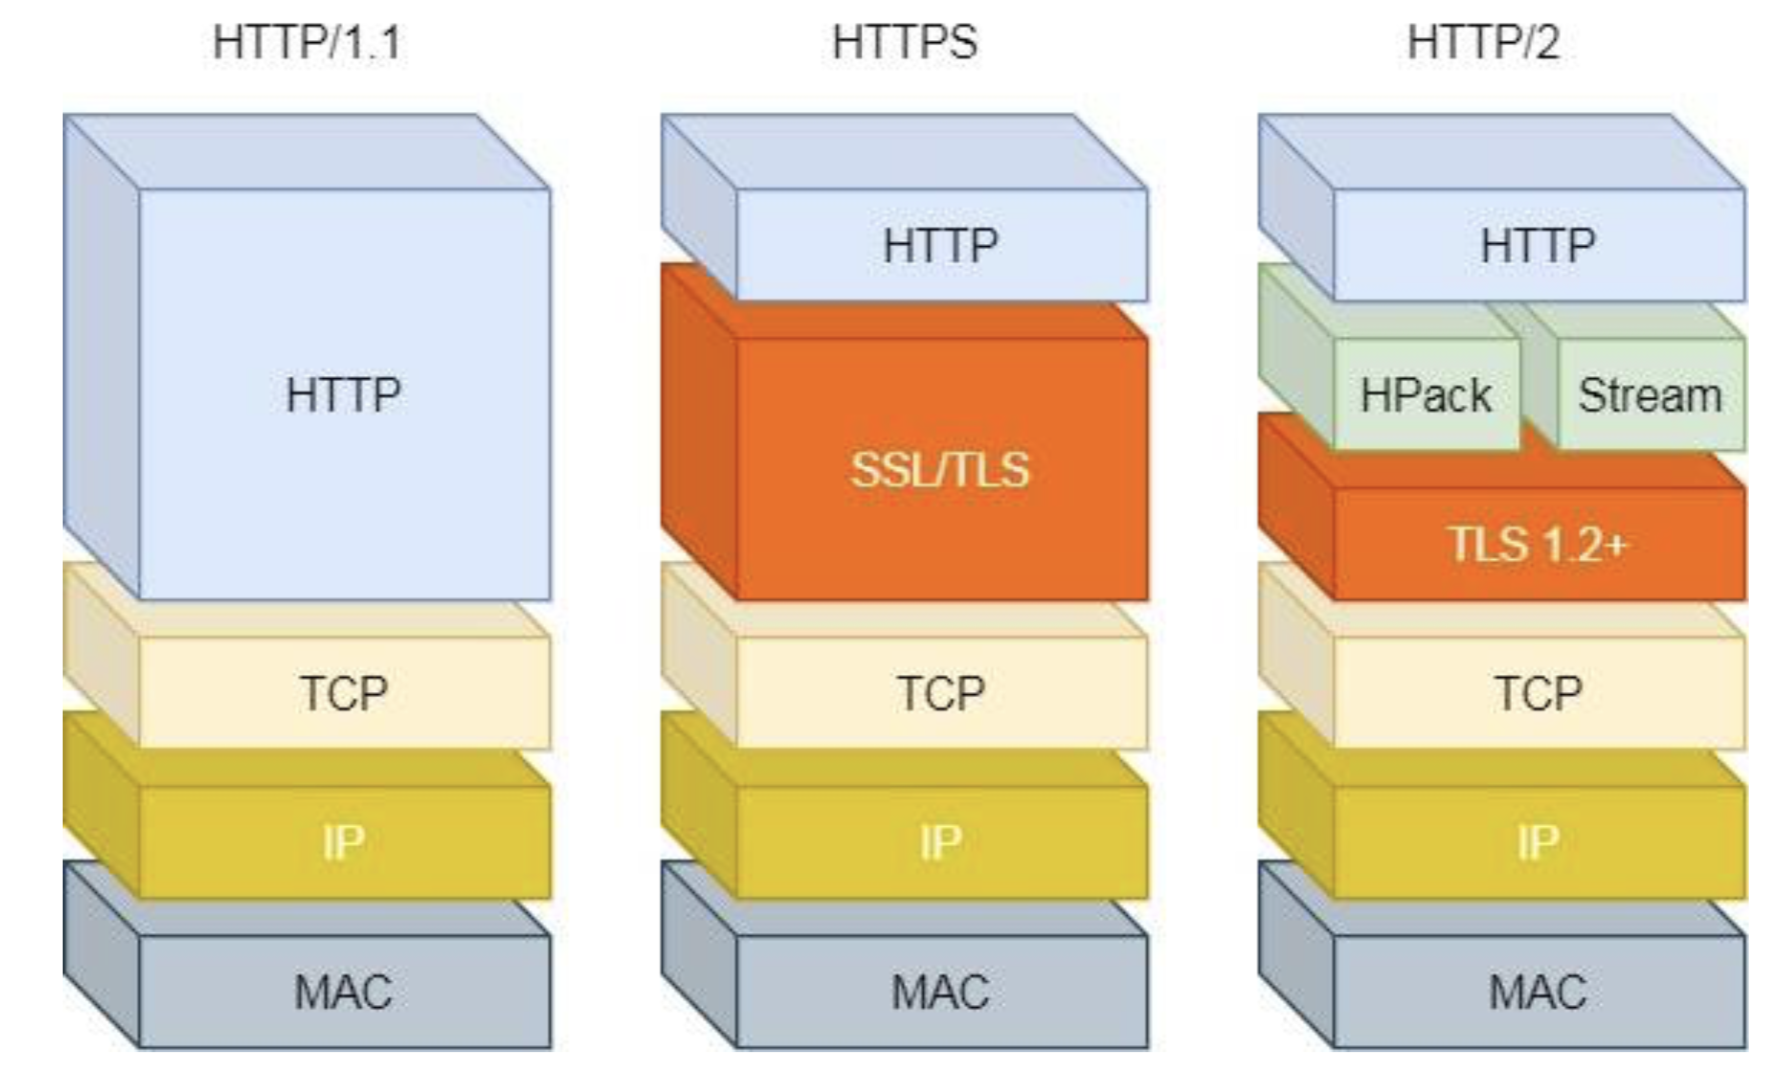 HTTP/1.1
HTTP
TCP
IP
MAC
HTTPS
HTTP
SSL/TLS
TCP
IP
MAC
HTTP/2
HTTP
HPack
Stream
TLS 1.2+
TCP
IP
MAC